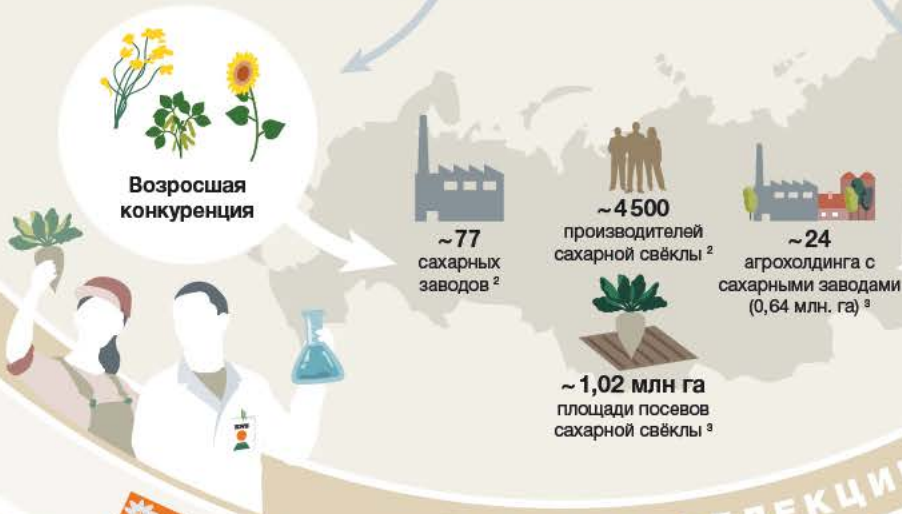 Возросшая
конкуренция
~77
сахарных
заводов ²
~4 500
производителей
сахарной свёклы ²
~24
агрохолдинга с
сахарными заводами
(0,64 млн. га) ³
~1,02 млн га
площади посевов
сахарной свёклы ³
KWS